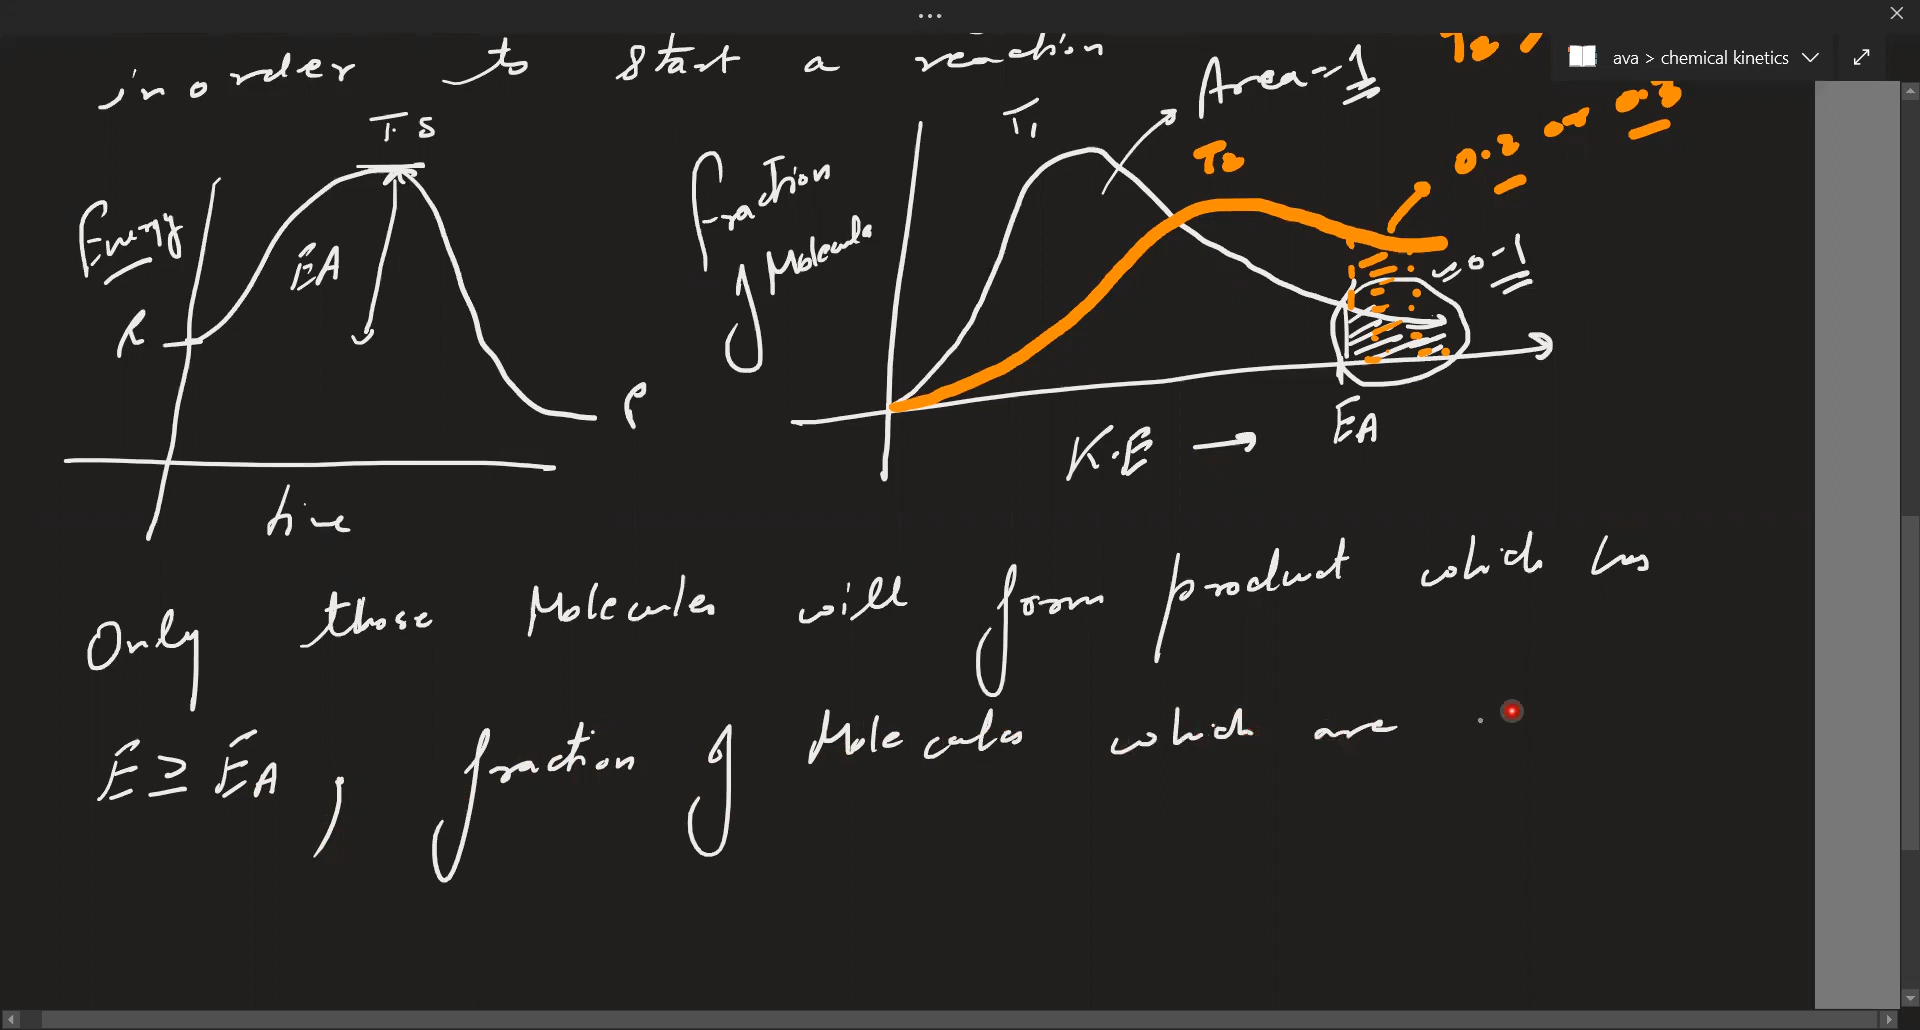 ava > chemical kinetics
in order to start a reaction
Area = 1
T2 >
T.S
T1
T2
0.2 or 0.3
Energy
EA
R
P
time
fraction
of Molecule
= 0.1
K.E →
EA
Only those Molecules will form product which has
E ≥ EA, fraction of Molecules which are